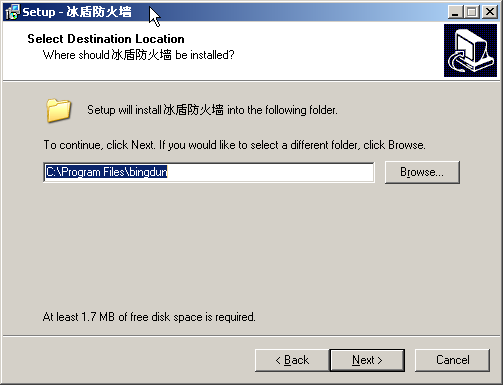 Setup - 冰盾防火墙
Select Destination Location
Where should 冰盾防火墙 be installed?
Setup will install 冰盾防火墙 into the following folder.
To continue, click Next. If you would like to select a different folder, click Browse.
C:\Program Files\bingdun
Browse...
At least 1.7 MB of free disk space is required.
< Back
Next >
Cancel